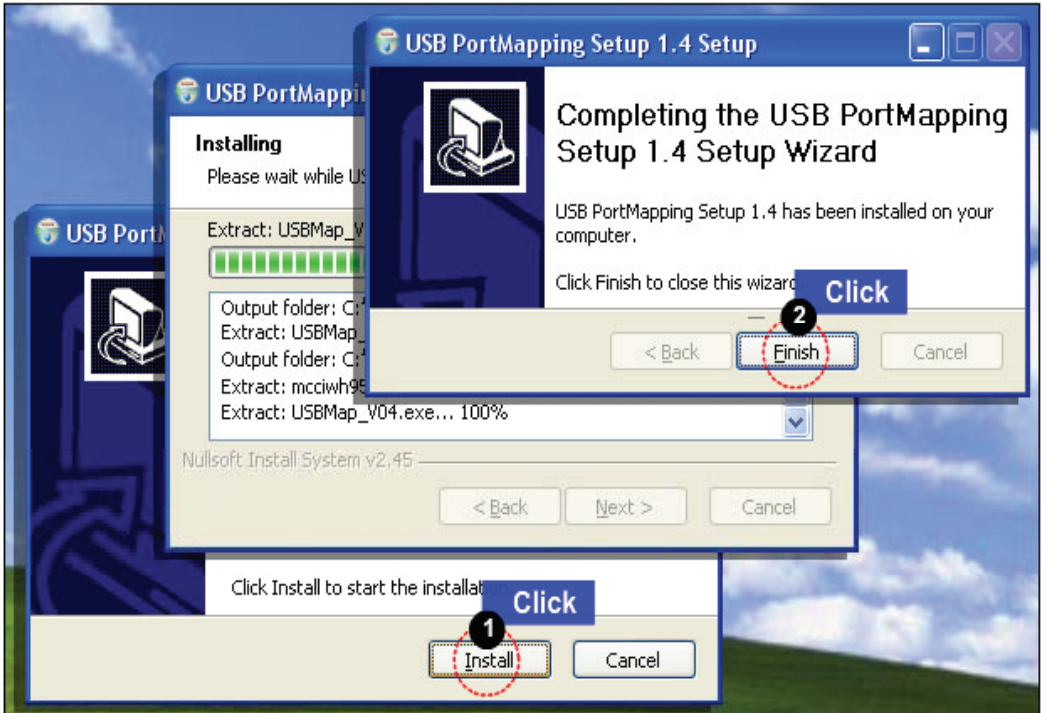 USB PortMapping Setup 1.4 Setup
Completing the USB PortMapping
Setup 1.4 Setup Wizard
USB PortMapping Setup 1.4 has been installed on your
computer.
Click Finish to close this wizard
Click
2
< Back
Finish
Cancel
USB PortMappi
Installing
Please wait while US
Extract: USBMap_V
Output folder: C:
Extract: USBMap_
Output folder: C:
Extract: mcciwh95
Extract: USBMap_V04.exe... 100%
Nullsoft Install System v2.45
< Back
Next >
Cancel
USB Port
Click Install to start the installat
Click
1
Install
Cancel